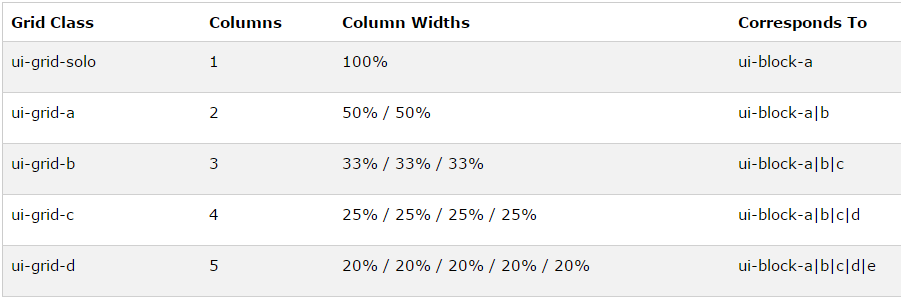 Grid Class Columns Column Widths Corresponds To
ui-grid-solo 1 100% ui-block-a
ui-grid-a 2 50% / 50% ui-block-a|b
ui-grid-b 3 33% / 33% / 33% ui-block-a|b|c
ui-grid-c 4 25% / 25% / 25% / 25% ui-block-a|b|c|d
ui-grid-d 5 20% / 20% / 20% / 20% / 20% ui-block-a|b|c|d|e